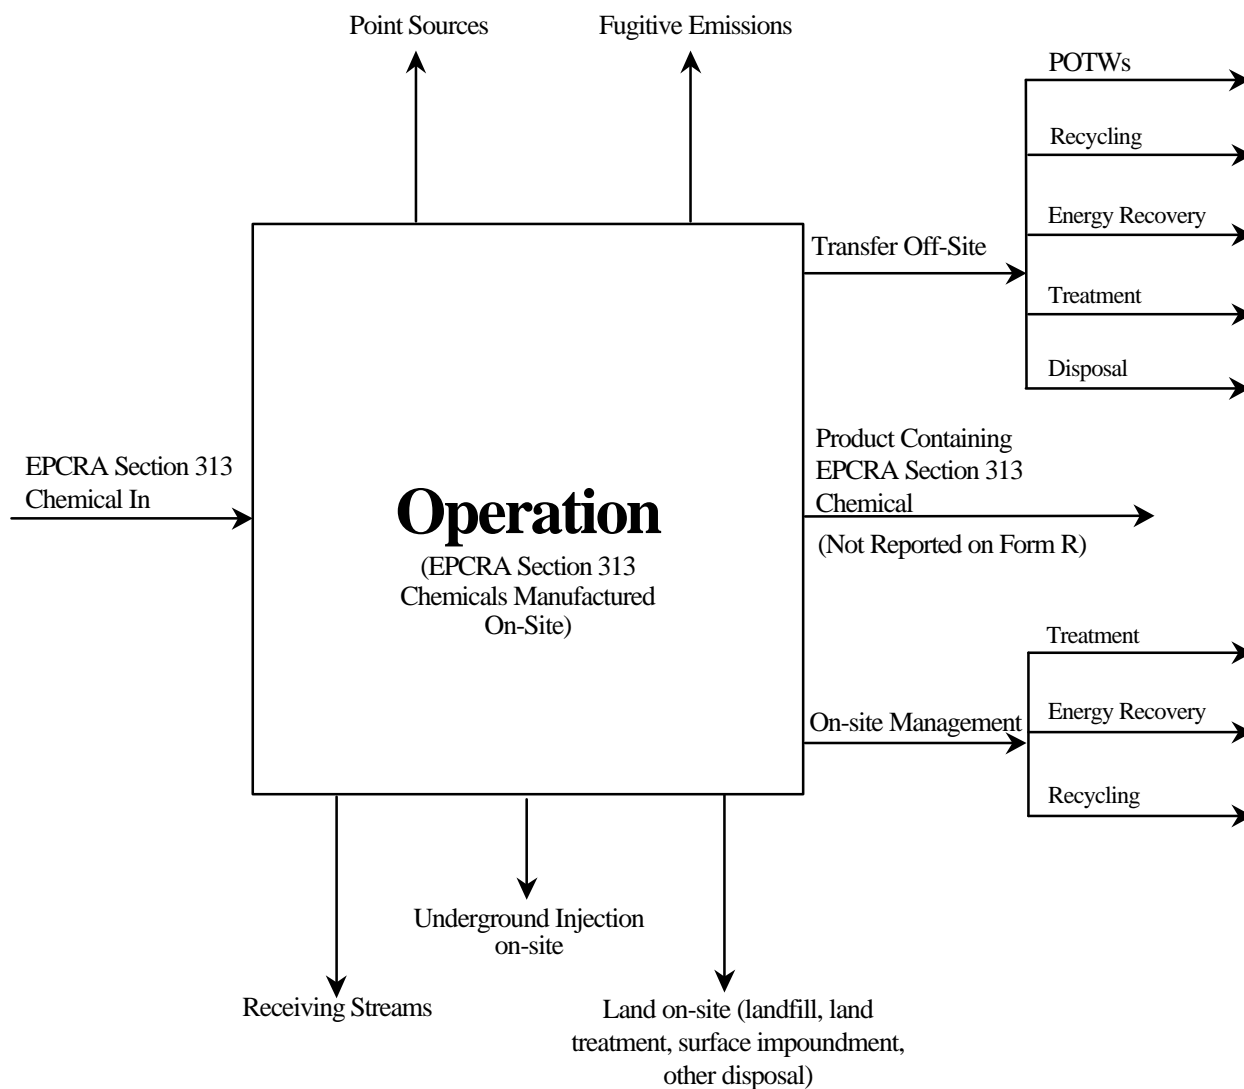 Point Sources
Fugitive Emissions
POTWs
Recycling
Energy Recovery
Transfer Off-Site
Treatment
Disposal
Product Containing
EPCRA Section 313
Chemical
(Not Reported on Form R)
EPCRA Section 313
Chemical In
Operation
(EPCRA Section 313
Chemicals Manufactured
On-Site)
Treatment
On-site Management
Energy Recovery
Recycling
Underground Injection
on-site
Receiving Streams
Land on-site (landfill, land
treatment, surface impoundment,
other disposal)